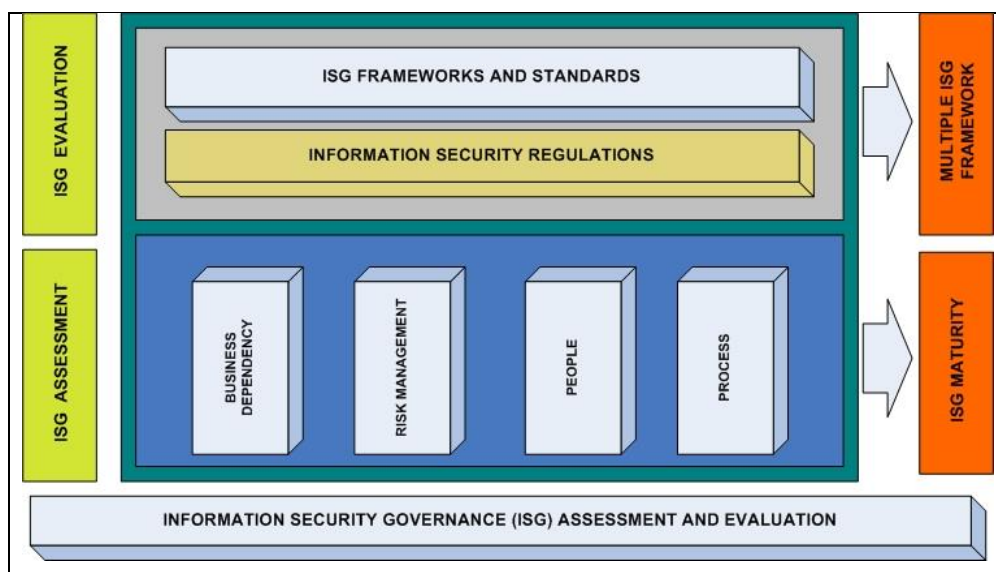 ISG EVALUATION
ISG FRAMEWORKS AND STANDARDS
INFORMATION SECURITY REGULATIONS
MULTIPLE ISG
FRAMEWORK
ISG ASSESSMENT
BUSINESS
DEPENDENCY
RISK MANAGEMENT
PEOPLE
PROCESS
ISG MATURITY
INFORMATION SECURITY GOVERNANCE (ISG) ASSESSMENT AND EVALUATION